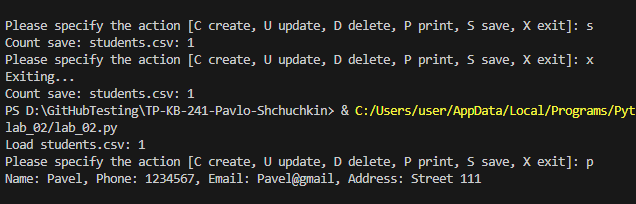 Please specify the action [C create, U update, D delete, P print, S save, X exit]: s
Count save: students.csv: 1
Please specify the action [C create, U update, D delete, P print, S save, X exit]: x
Exiting...
Count save: students.csv: 1
PS D:\GitHubTesting\TP-KB-241-Pavlo-Shchuchkin> & C:/Users/user/AppData/Local/Programs/Pyt
lab_02/lab_02.py
Load students.csv: 1
Please specify the action [C create, U update, D delete, P print, S save, X exit]: p
Name: Pavel, Phone: 1234567, Email: Pavel@gmail, Address: Street 111